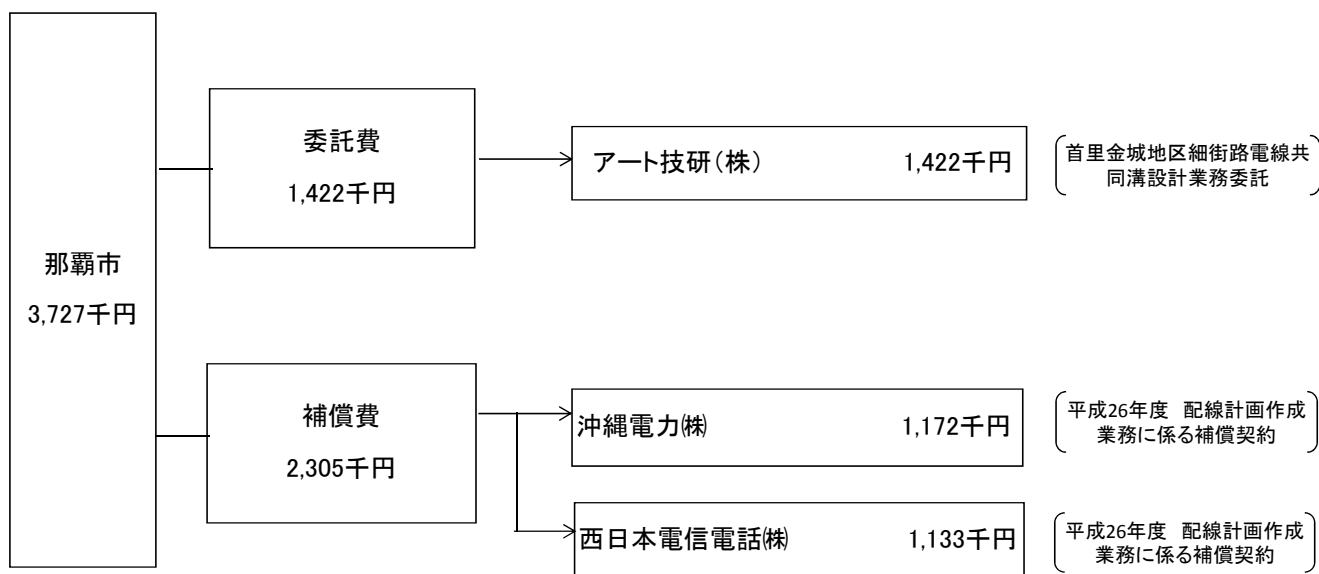 那覇市
3,727千円
委託費
1,422千円
アート技研(株) 1,422千円
首里金城地区細街路電線共
同溝設計業務委託
補償費
2,305千円
沖縄電力㈱ 1,172千円
平成26年度 配線計画作成
業務に係る補償契約
西日本電信電話㈱ 1,133千円
平成26年度 配線計画作成
業務に係る補償契約